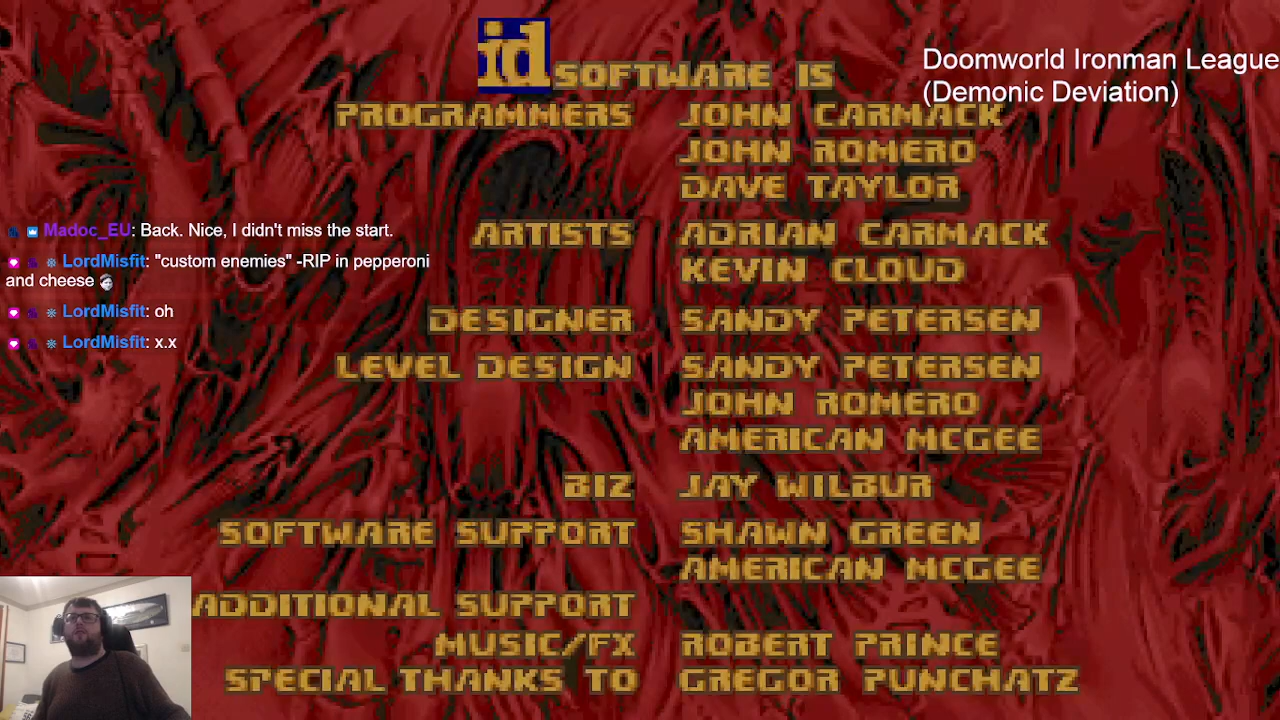 id SOFTWARE IS
Doomworld Ironman League
(Demonic Deviation)
PROGRAMMERS JOHN CARMACK
JOHN ROMERO
DAVE TAYLOR
ARTISTS ADRIAN CARMACK
KEVIN CLOUD
DESIGNER SANDY PETERSEN
LEVEL DESIGN SANDY PETERSEN
JOHN ROMERO
AMERICAN MCGEE
BIZ JAY WILBUR
SOFTWARE SUPPORT SHAWN GREEN
AMERICAN MCGEE
ADDITIONAL SUPPORT
MUSIC/FX ROBERT PRINCE
SPECIAL THANKS TO GREGOR PUNCHATZ
Madoc_EU: Back. Nice, I didn't miss the start.
LordMisfit: "custom enemies" -RIP in pepperoni
and cheese
LordMisfit: oh
LordMisfit: x.x